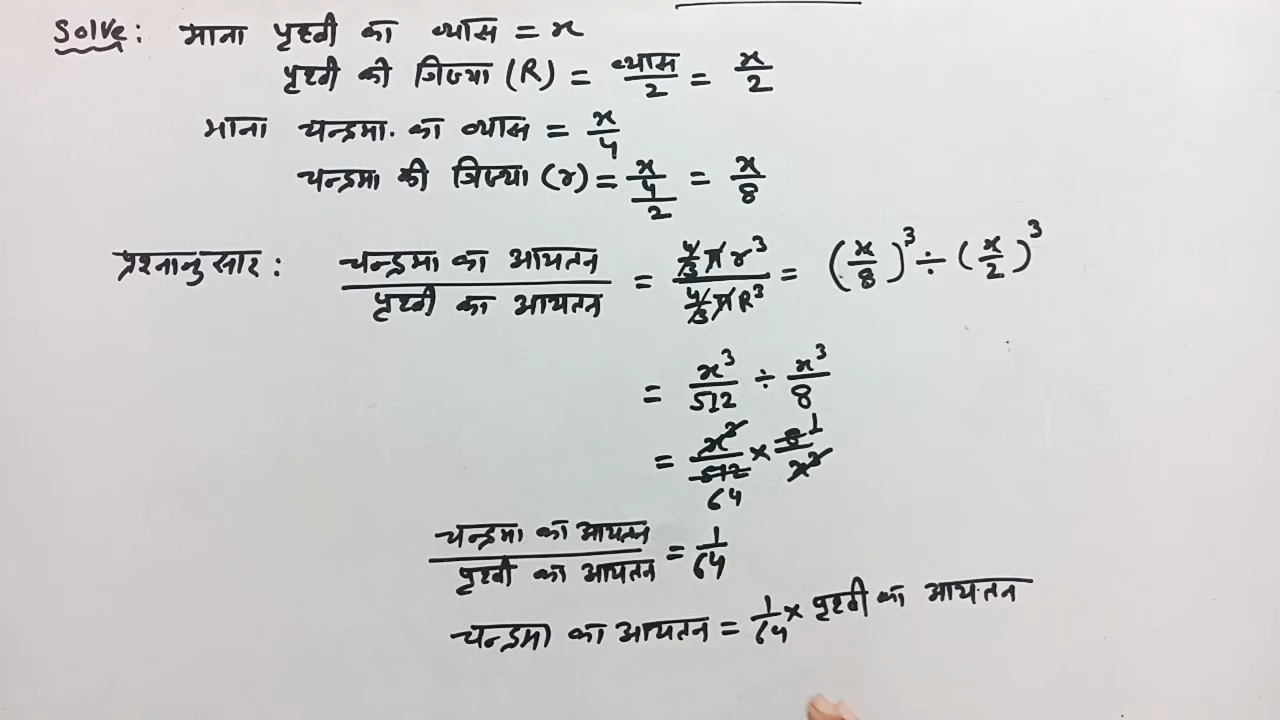 Solve: माना पृथ्वी का व्यास = x
पृथ्वी की त्रिज्या (R) = व्यास/2 = x/2
माना चन्द्रमा. का व्यास = x/4
चन्द्रमा की त्रिज्या (r) = x/4/2 = x/8
प्रश्नानुसार: चन्द्रमा का आयतन/पृथ्वी का आयतन = 4/3 π r³/4/3 π R³ = (x/8)³ ÷ (x/2)³
= x³/512 ÷ x³/8
= x³/512 64 × 8 1/x³
चन्द्रमा का आयतन/पृथ्वी का आयतन = 1/64
चन्द्रमा का आयतन = 1/64 × पृथ्वी का आयतन